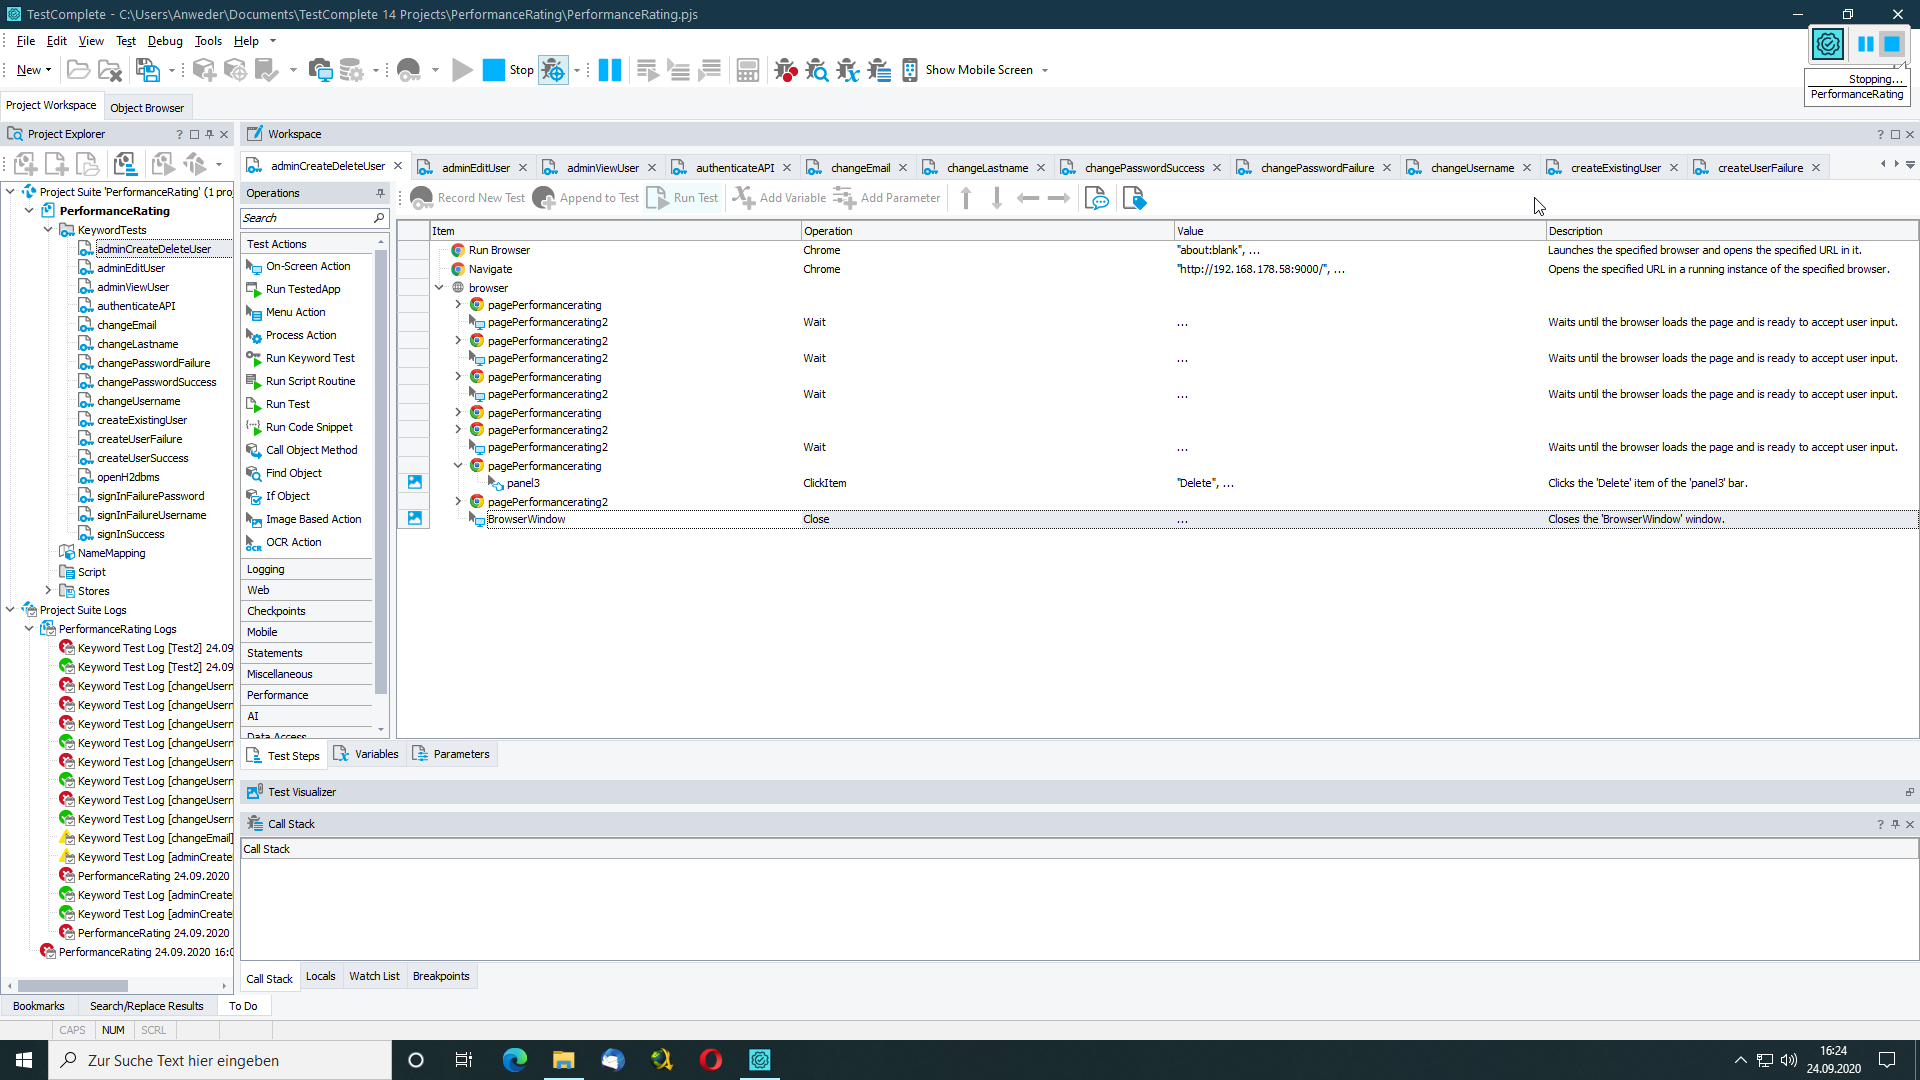 TestComplete - C:\Users\Anweder\Documents\TestComplete 14 Projects\PerformanceRating\PerformanceRating.pjs
File Edit View Test Debug Tools Help
New Stop Show Mobile Screen
Stopping...
PerformanceRating
Project Workspace Object Browser
Project Explorer
Workspace
adminCreateDeleteUser adminEditUser adminViewUser authenticateAPI changeEmail changeLastname changePasswordSuccess changePasswordFailure changeUsername createExistingUser createUserFailure
Record New Test Append to Test Run Test Add Variable Add Parameter
Project Suite 'PerformanceRating' (1 pro
PerformanceRating
KeywordTests
adminCreateDeleteUser
adminEditUser
adminViewUser
authenticateAPI
changeEmail
changeLastname
changePasswordFailure
changePasswordSuccess
changeUsername
createExistingUser
createUserFailure
createUserSuccess
openH2dbms
signInFailurePassword
signInFailureUsername
signInSuccess
NameMapping
Script
Stores
Project Suite Logs
PerformanceRating Logs
Keyword Test Log [Test2] 24.09
Keyword Test Log [Test2] 24.09
Keyword Test Log [changeUsern
Keyword Test Log [changeUsern
Keyword Test Log [changeUsern
Keyword Test Log [changeUsern
Keyword Test Log [changeUsern
Keyword Test Log [changeUsern
Keyword Test Log [changeUsern
Keyword Test Log [changeUsern
Keyword Test Log [changeEmail]
Keyword Test Log [adminCreate
PerformanceRating 24.09.2020
Keyword Test Log [adminCreate
Keyword Test Log [adminCreate
PerformanceRating 24.09.2020
PerformanceRating 24.09.2020 16:0
Operations
Search
Test Actions
On-Screen Action
Run TestedApp
Menu Action
Process Action
Run Keyword Test
Run Script Routine
Run Test
Run Code Snippet
Call Object Method
Find Object
If Object
Image Based Action
OCR Action
Logging
Web
Checkpoints
Mobile
Statements
Miscellaneous
Performance
AI
Data Access
Item Operation Value Description
Run Browser Chrome "about:blank", ... Launches the specified browser and opens the specified URL in it.
Navigate Chrome "http://192.168.178.58:9000/", ... Opens the specified URL in a running instance of the specified browser.
browser
pagePerformancerating
pagePerformancerating2 Wait ... Waits until the browser loads the page and is ready to accept user input.
pagePerformancerating2
pagePerformancerating2 Wait ... Waits until the browser loads the page and is ready to accept user input.
pagePerformancerating
pagePerformancerating2 Wait ... Waits until the browser loads the page and is ready to accept user input.
pagePerformancerating
pagePerformancerating2
pagePerformancerating2 Wait ... Waits until the browser loads the page and is ready to accept user input.
pagePerformancerating
panel3 ClickItem "Delete", ... Clicks the 'Delete' item of the 'panel3' bar.
pagePerformancerating2
BrowserWindow Close ... Closes the 'BrowserWindow' window.
Test Steps Variables Parameters
Test Visualizer
Call Stack
Call Stack
Call Stack Locals Watch List Breakpoints
Bookmarks Search/Replace Results To Do
CAPS NUM SCRL
Zur Suche Text hier eingeben
16:24
24.09.2020